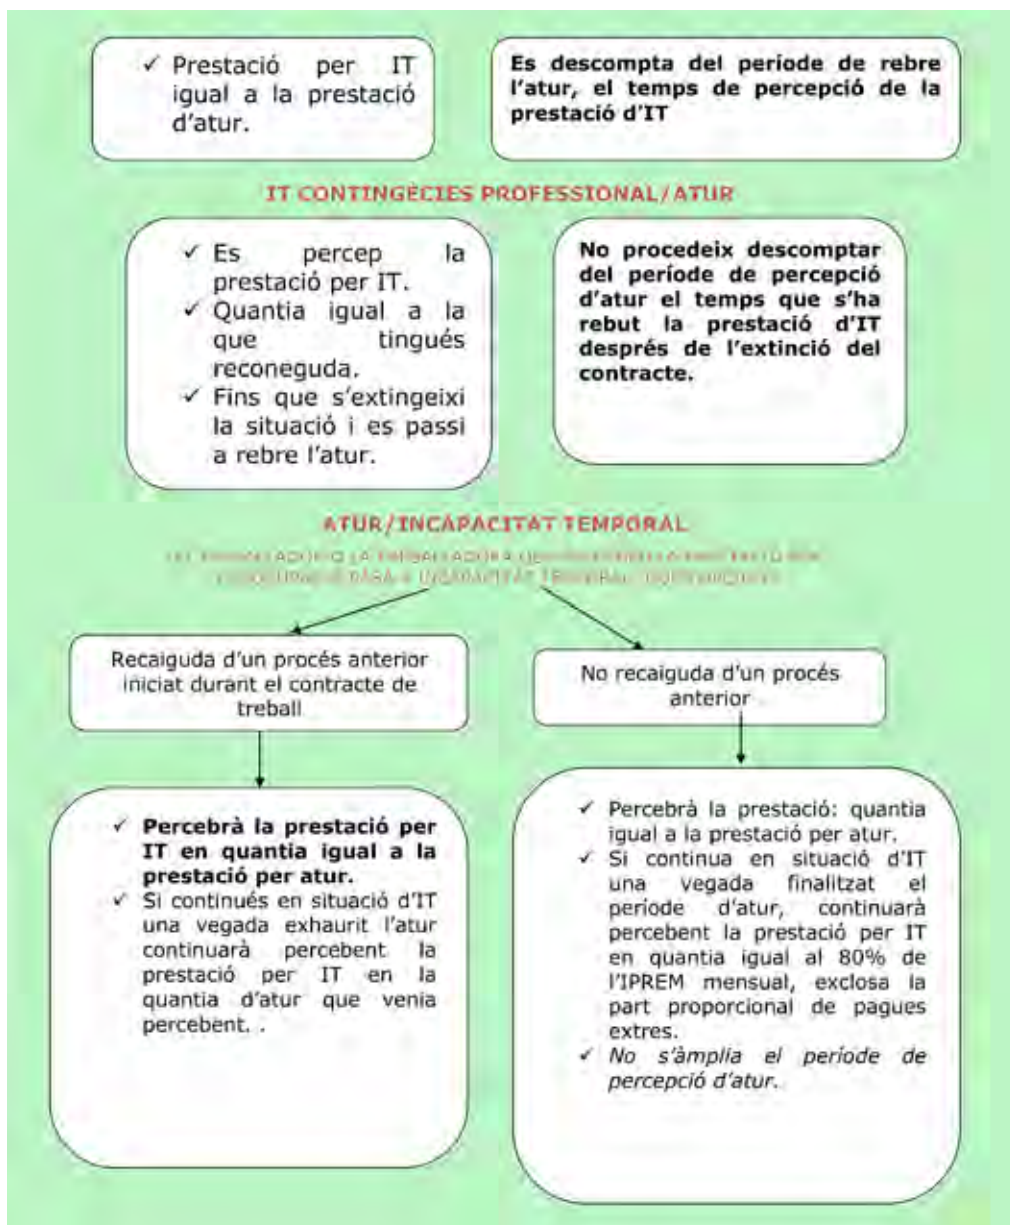 ✓ Prestació per IT
igual a la prestació
d'atur.
Es descompta del període de rebre
l'atur, el temps de percepció de la
prestació d'IT
IT CONTINGÈCIES PROFESSIONAL/ATUR
✓ Es percep la
prestació per IT.
✓ Quantia igual a la
que tingués
reconeguda.
✓ Fins que s'extingeixi
la situació i es passi
a rebre l'atur.
No procedeix descomptar
del període de percepció
d'atur el temps que s'ha
rebut la prestació d'IT
després de l'extinció del
contracte.
ATUR/INCAPACITAT TEMPORAL
LA TREBALLADORA
INCAPACITAT TEMPORAL
Recaiguda d'un procés anterior
iniciat durant el contracte de
treball
No recaiguda d'un procés
anterior
✓ Percebrà la prestació per
IT en quantia igual a la
prestació per atur.
✓ Si continués en situació d'IT
una vegada exhaurit l'atur
continuarà percebent la
prestació per IT en la
quantia d'atur que venia
percebent. .
✓ Percebrà la prestació: quantia
igual a la prestació per atur.
✓ Si continua en situació d'IT
una vegada finalitzat el
període d'atur, continuarà
percebent la prestació per IT
en quantia igual al 80% de
l'IPREM mensual, exclosa la
part proporcional de pagues
extres.
✓ No s'àmplia el període de
percepció d'atur.